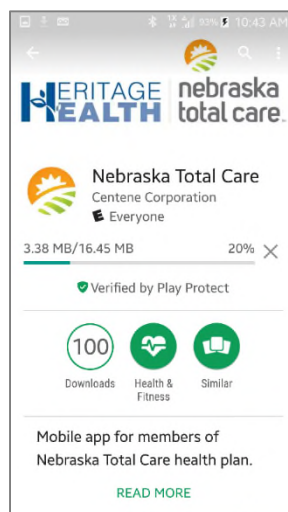 93% 10:43 AM
HERITAGE HEALTH
nebraska total care.
Nebraska Total Care
Centene Corporation
E Everyone
3.38 MB/16.45 MB 20%
Verified by Play Protect
100
Downloads
Health & Fitness
Similar
Mobile app for members of
Nebraska Total Care health plan.
READ MORE